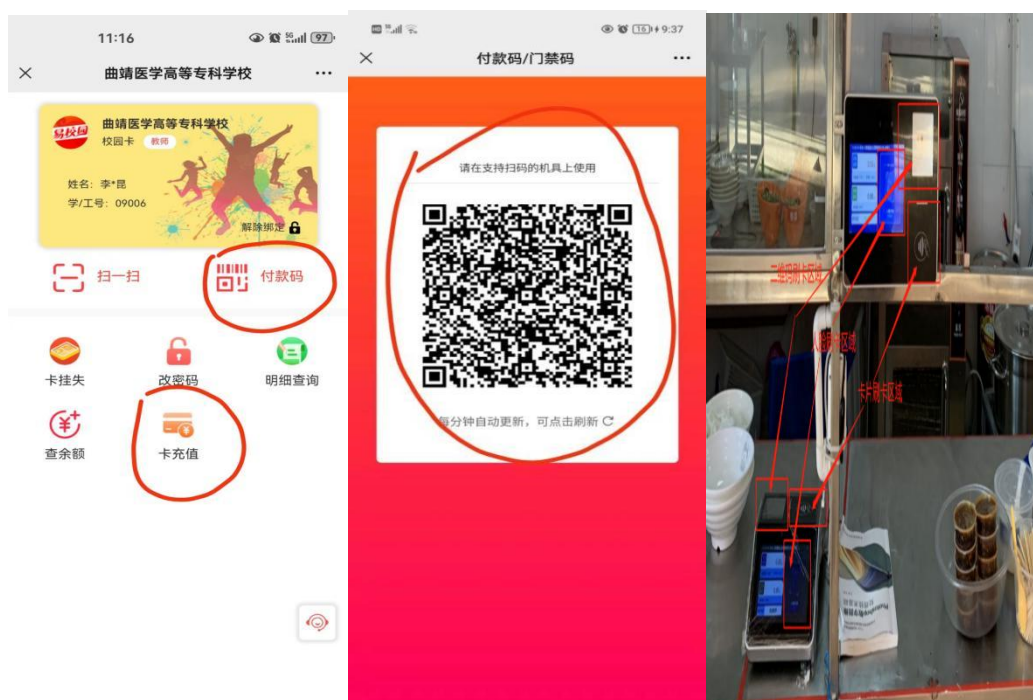 11:16
5G
97
曲靖医学高等专科学校
易校园
曲靖医学高等专科学校
校园卡 教师
姓名：李*昆
学/工号：09006
解除绑定
扫一扫
付款码
卡挂失
改密码
明细查询
查余额
卡充值
HD 5G
16 9:37
付款码/门禁码
请在支持扫码的机具上使用
每分钟自动更新，可点击刷新
二维码刷卡区域
人脸刷卡区域
卡片刷卡区域